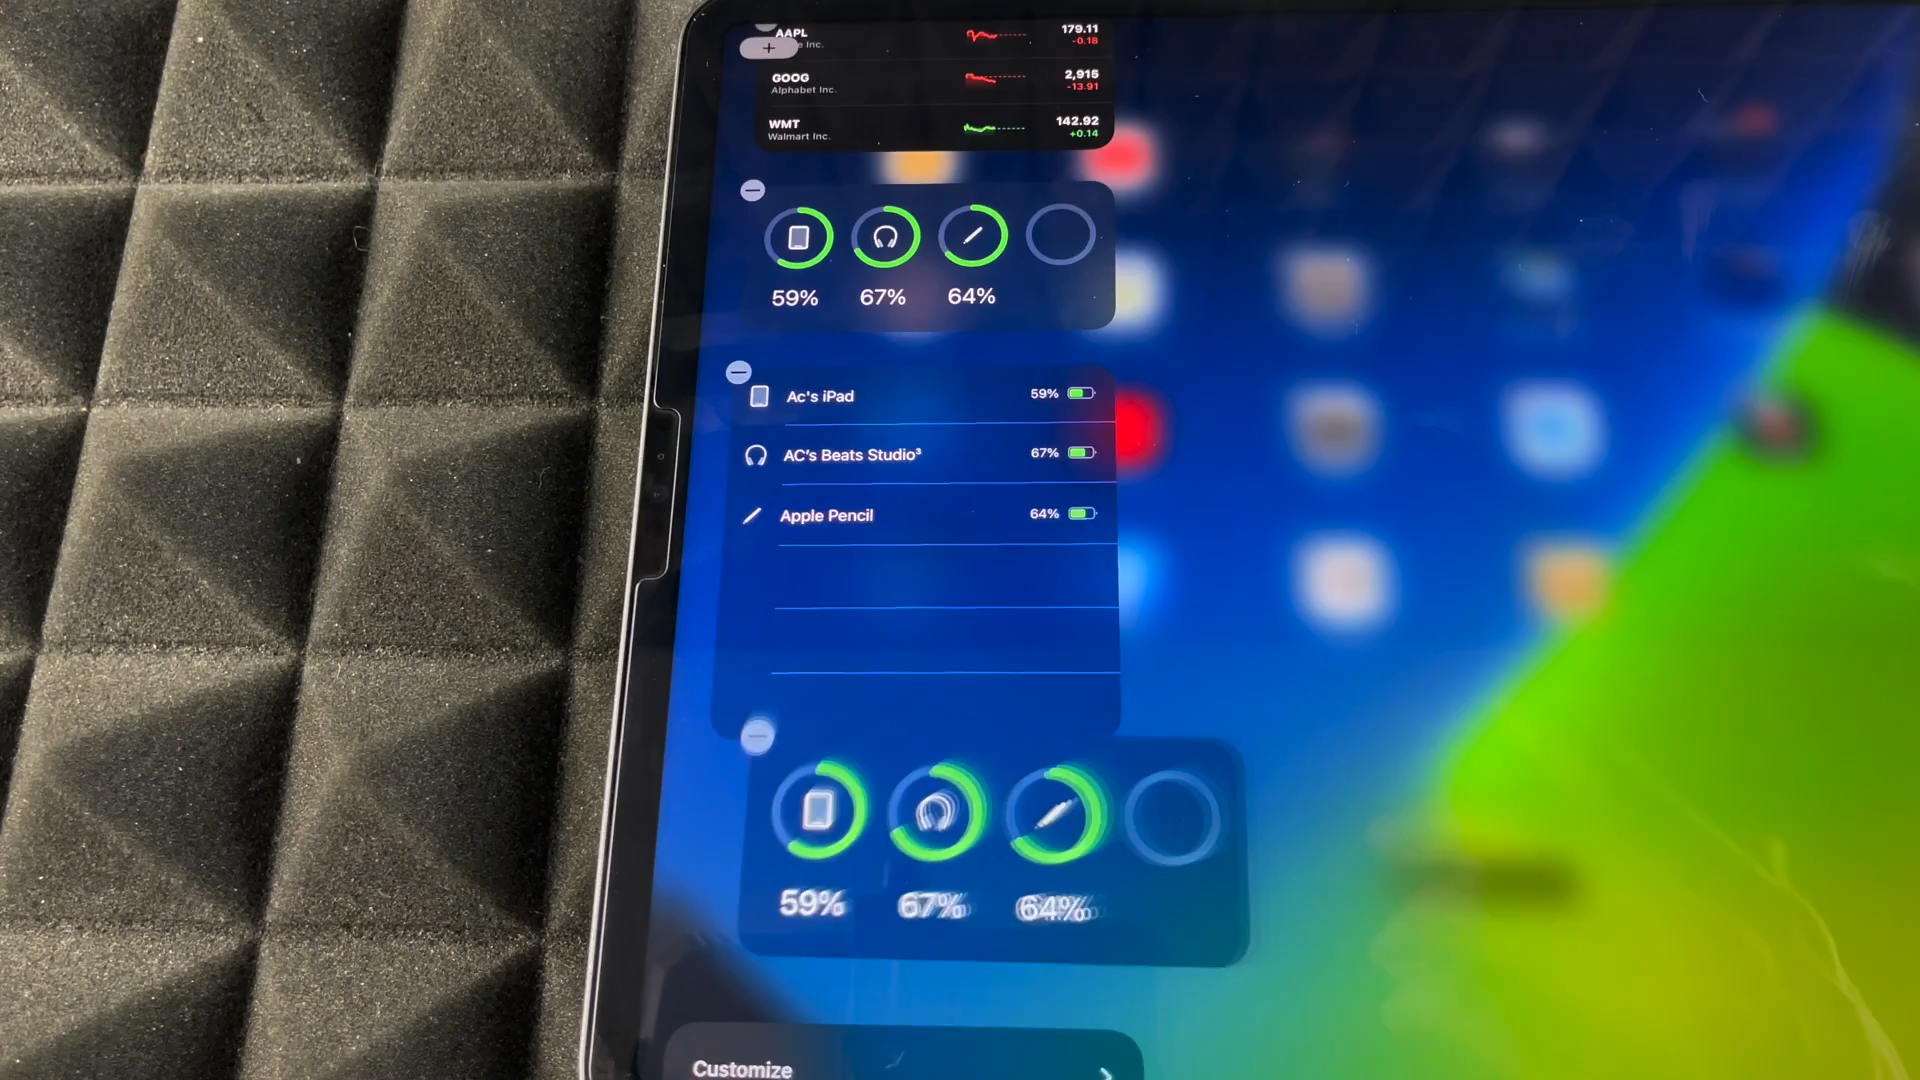 AAPL 179.11
e Inc. -0.18
+
GOOG 2,915
Alphabet Inc. -13.91
WMT 142.92
Walmart Inc. +0.14
59% 67% 64%
Ac's iPad 59%
AC's Beats Studio³ 67%
Apple Pencil 64%
59% 67% 64%
Customize